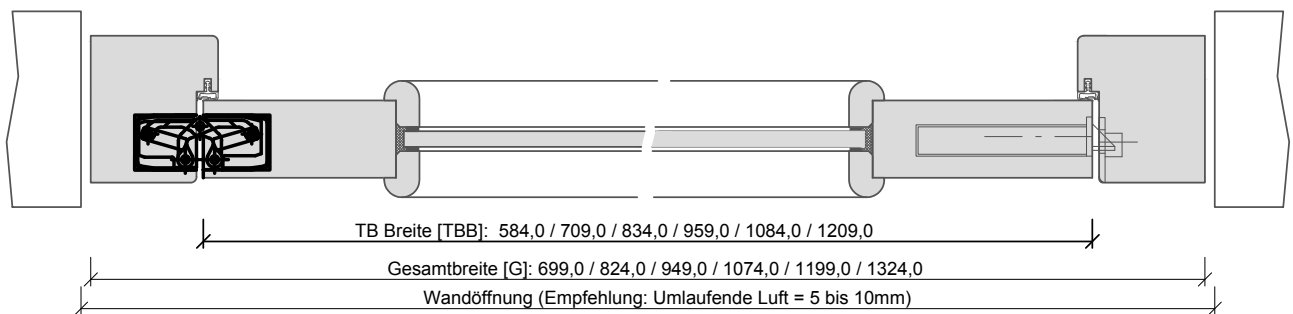 TB Breite [TBB]: 584,0 / 709,0 / 834,0 / 959,0 / 1084,0 / 1209,0
Gesamtbreite [G]: 699,0 / 824,0 / 949,0 / 1074,0 / 1199,0 / 1324,0
Wandöffnung (Empfehlung: Umlaufende Luft = 5 bis 10mm)